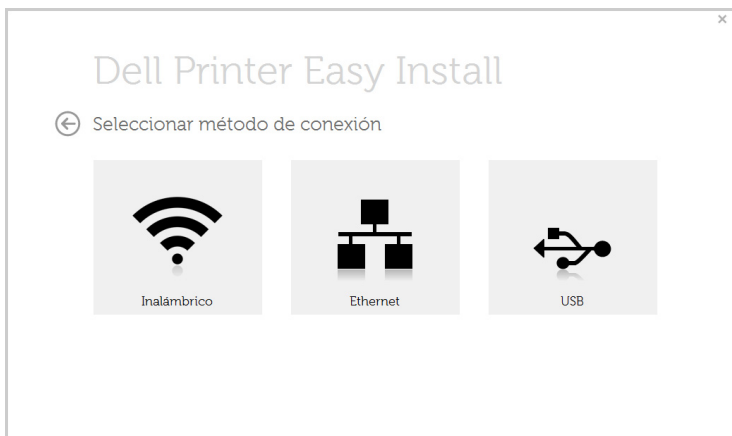 Dell Printer Easy Install
Seleccionar método de conexión
Inalámbrico
Ethernet
USB